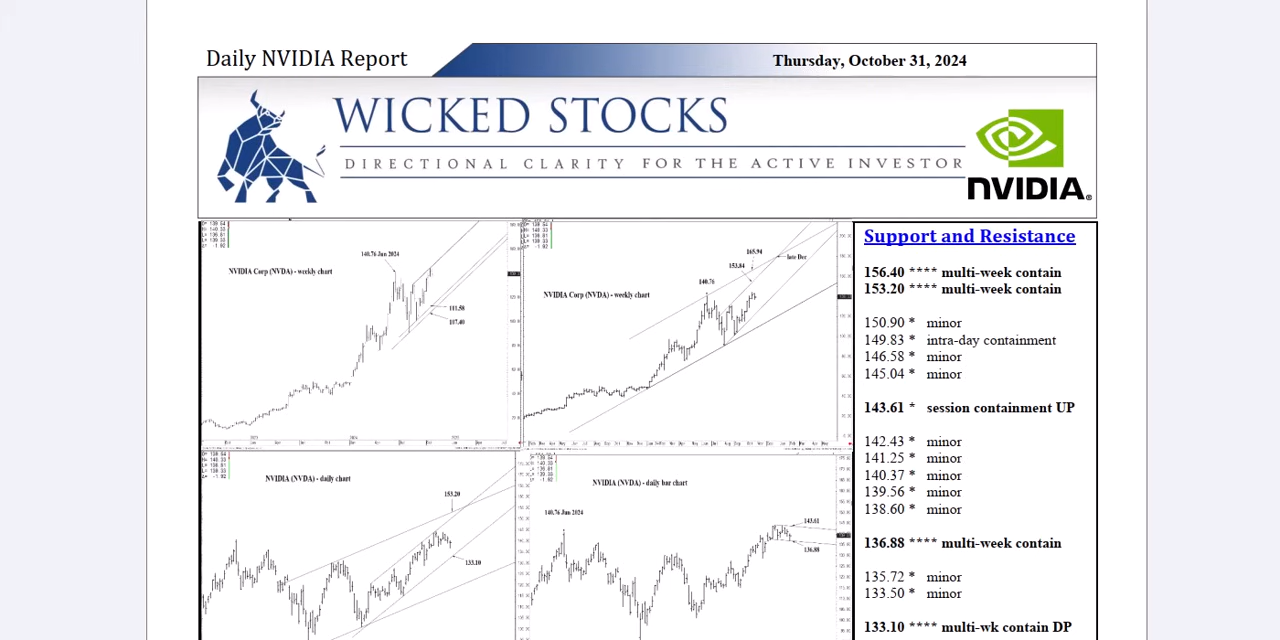 Daily NVIDIA Report
Thursday, October 31, 2024
WICKED STOCKS
DIRECTIONAL CLARITY FOR THE ACTIVE INVESTOR
NVIDIA.
140.76 Jun 2024
NVIDIA Corp (NVDA) - weekly chart
111.58
117.40
165.94
153.84
late Dec
140.76
NVIDIA Corp (NVDA) - weekly chart
NVIDIA (NVDA) - daily chart
153.20
133.10
NVIDIA (NVDA) - daily bar chart
140.76 Jun 2024
143.61
136.88
Support and Resistance
156.40 **** multi-week contain
153.20 **** multi-week contain
150.90 * minor
149.83 * intra-day containment
146.58 * minor
145.04 * minor
143.61 * session containment UP
142.43 * minor
141.25 * minor
140.37 * minor
139.56 * minor
138.60 * minor
136.88 **** multi-week contain
135.72 * minor
133.50 * minor
133.10 **** multi-wk contain DP